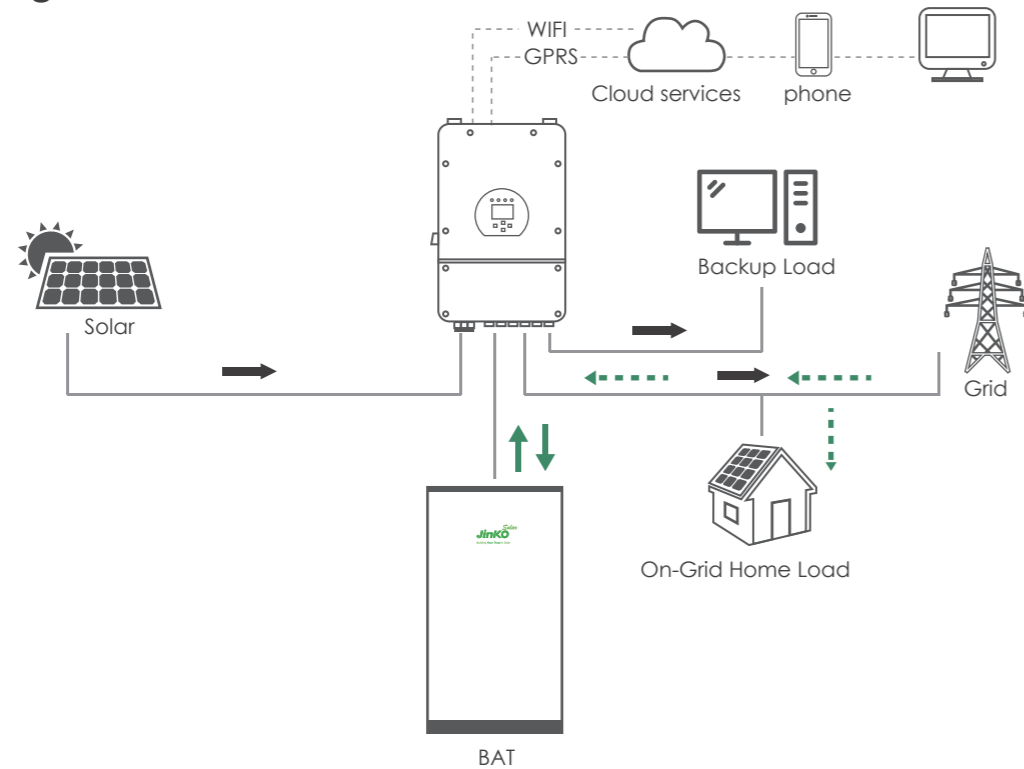 WIFI
GPRS
Cloud services
phone
Backup Load
Solar
Grid
JinKO Solar
On-Grid Home Load
BAT